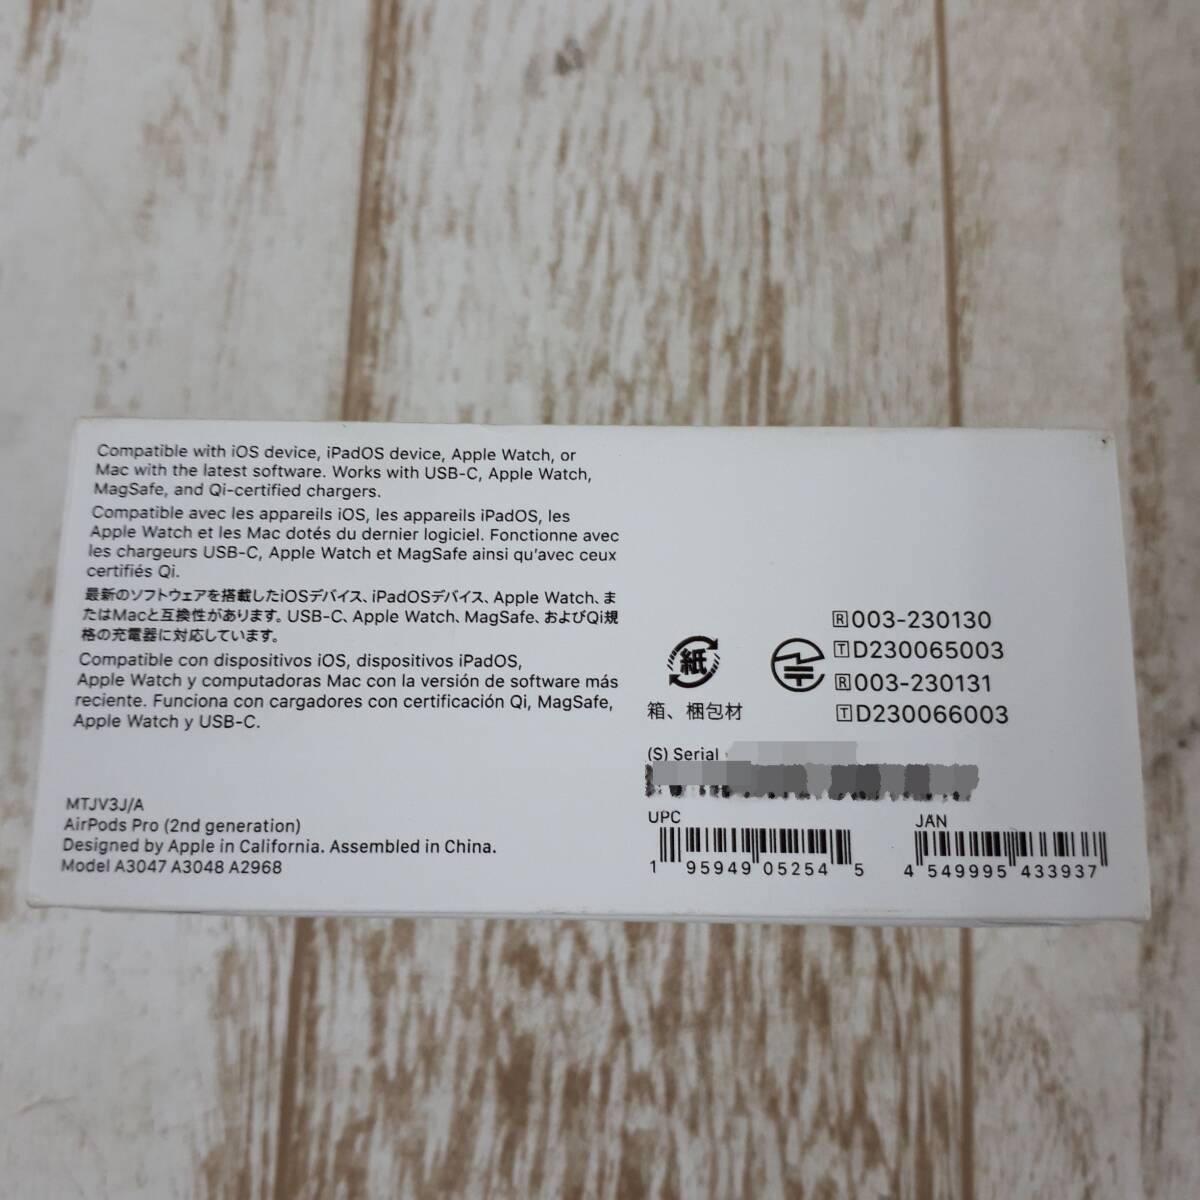 Compatible with iOS device, iPadOS device, Apple Watch, or
Mac with the latest software. Works with USB-C, Apple Watch,
MagSafe, and Qi-certified chargers.
Compatible avec les appareils iOS, les appareils iPadOS, les
Apple Watch et les Mac dotés du dernier logiciel. Fonctionne avec
les chargeurs USB-C, Apple Watch et MagSafe ainsi qu'avec ceux
certifiés Qi.
最新のソフトウェアを搭載したiOSデバイス、iPadOSデバイス、Apple Watch、ま
たはMacと互換性があります。USB-C、Apple Watch、MagSafe、およびQi規
格の充電器に対応しています。
Compatible con dispositivos iOS, dispositivos iPadOS,
Apple Watch y computadoras Mac con la versión de software más
reciente. Funciona con cargadores con certificación Qi, MagSafe,
Apple Watch y USB-C.
MTJV3J/A
AirPods Pro (2nd generation)
Designed by Apple in California. Assembled in China.
Model A3047 A3048 A2968
紙
箱、梱包材
R 003-230130
T D230065003
R 003-230131
T D230066003
(S) Serial
UPC
1 95949 05254 5
JAN
4 549995 433937